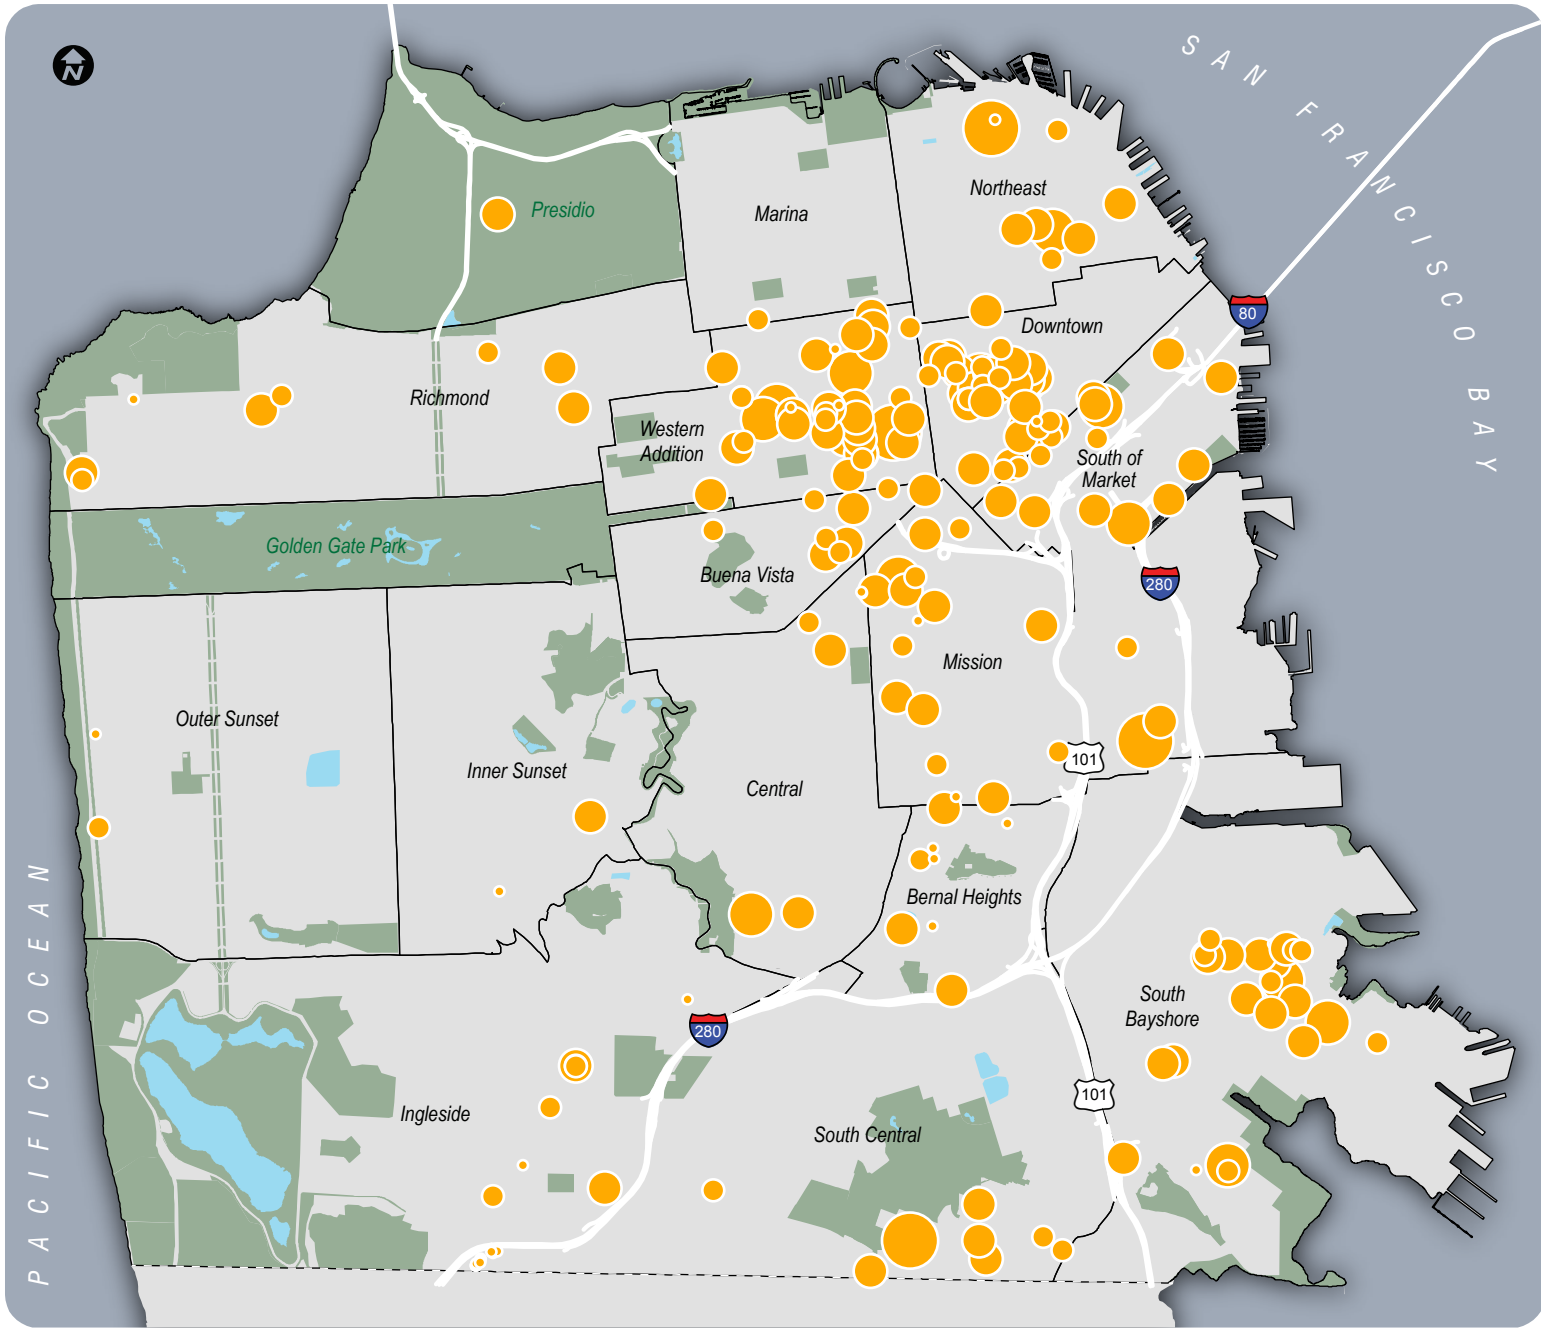 N
SAN FRANCISCO BAY
Northeast
Presidio
Marina
80
Downtown
Richmond
Western
Addition
South of
Market
Golden Gate Park
Buena Vista
280
Mission
Outer Sunset
101
Inner Sunset
Central
PACIFIC OCEAN
Bernal Heights
South
Bayshore
280
101
Ingleside
South Central